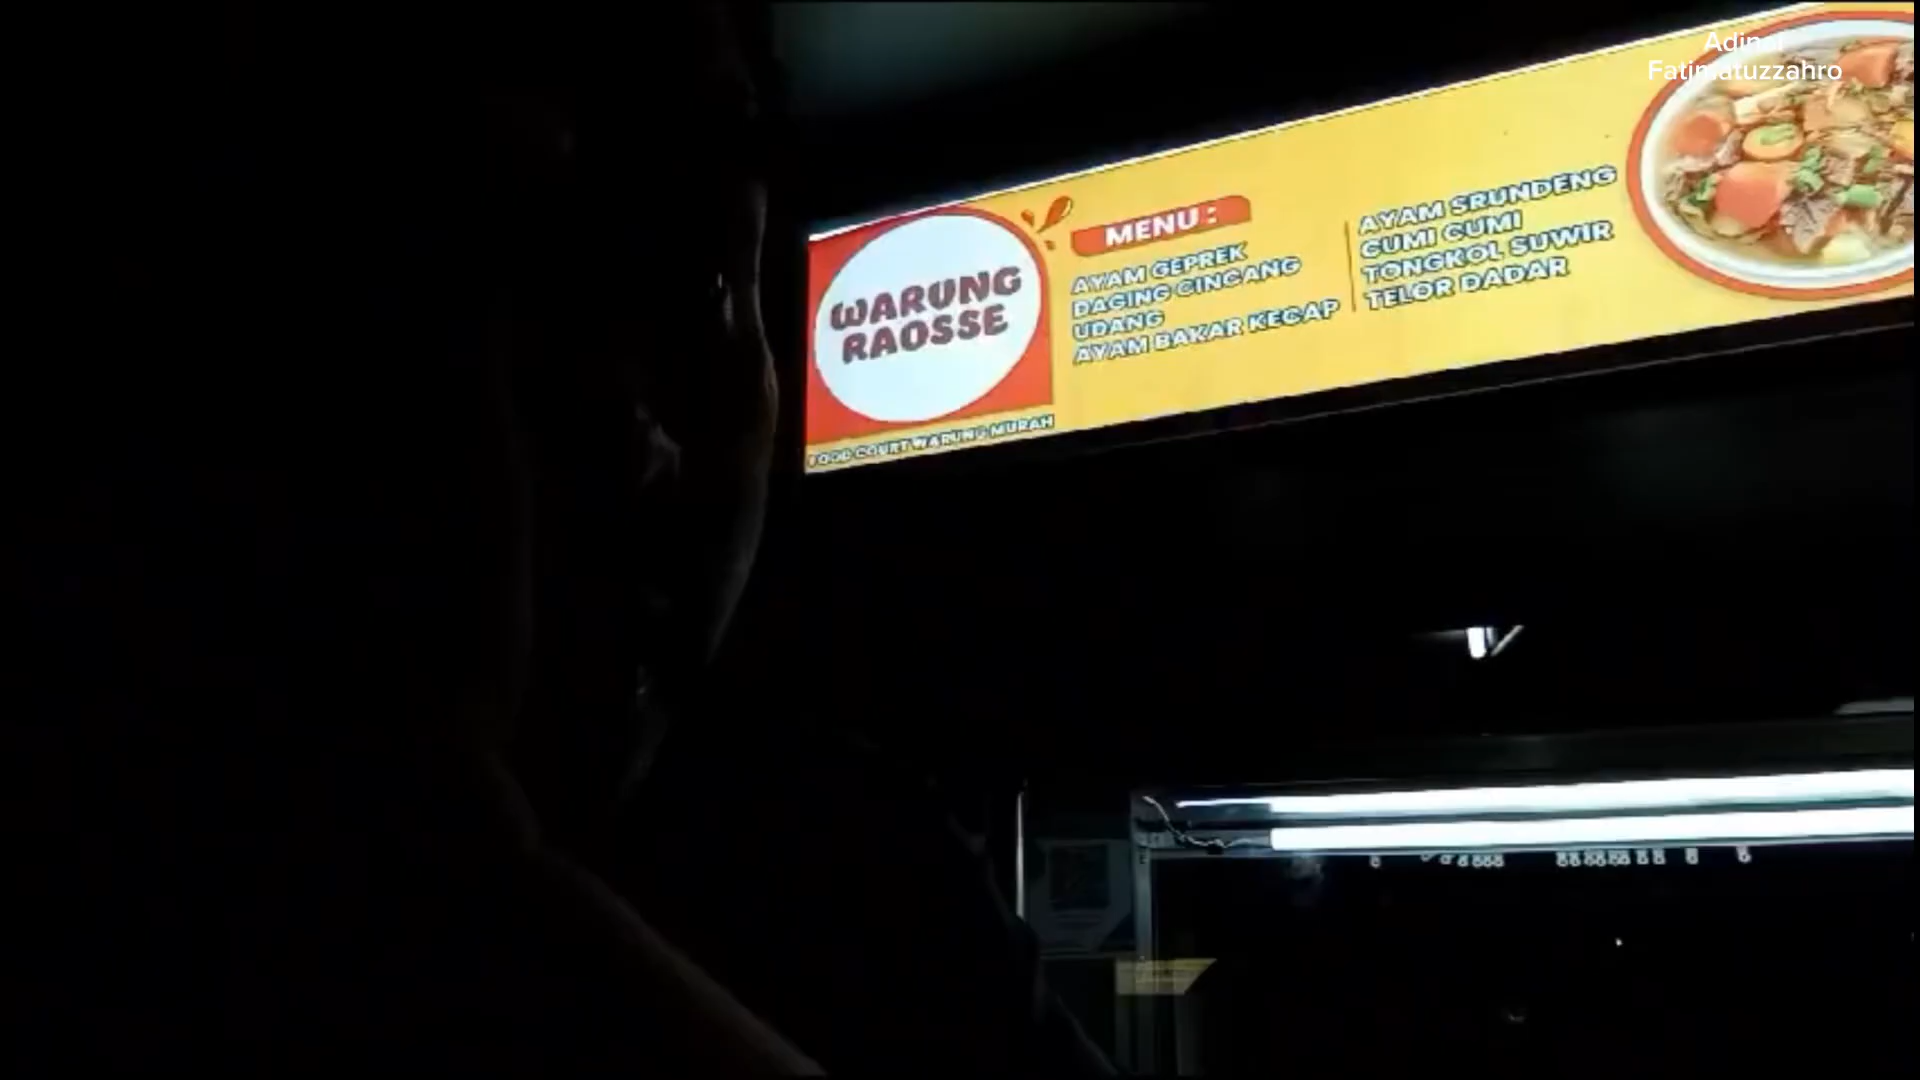 Fatimatuzzahro
WARUNG
RAOSSE
FOOD COURT WARUNG MURAH
MENU :
AYAM GEPREK
DAGING CINCANG
UDANG
AYAM BAKAR KECAP
AYAM SRUNDENG
CUMI CUMI
TONGKOL SUWIR
TELOR DADAR